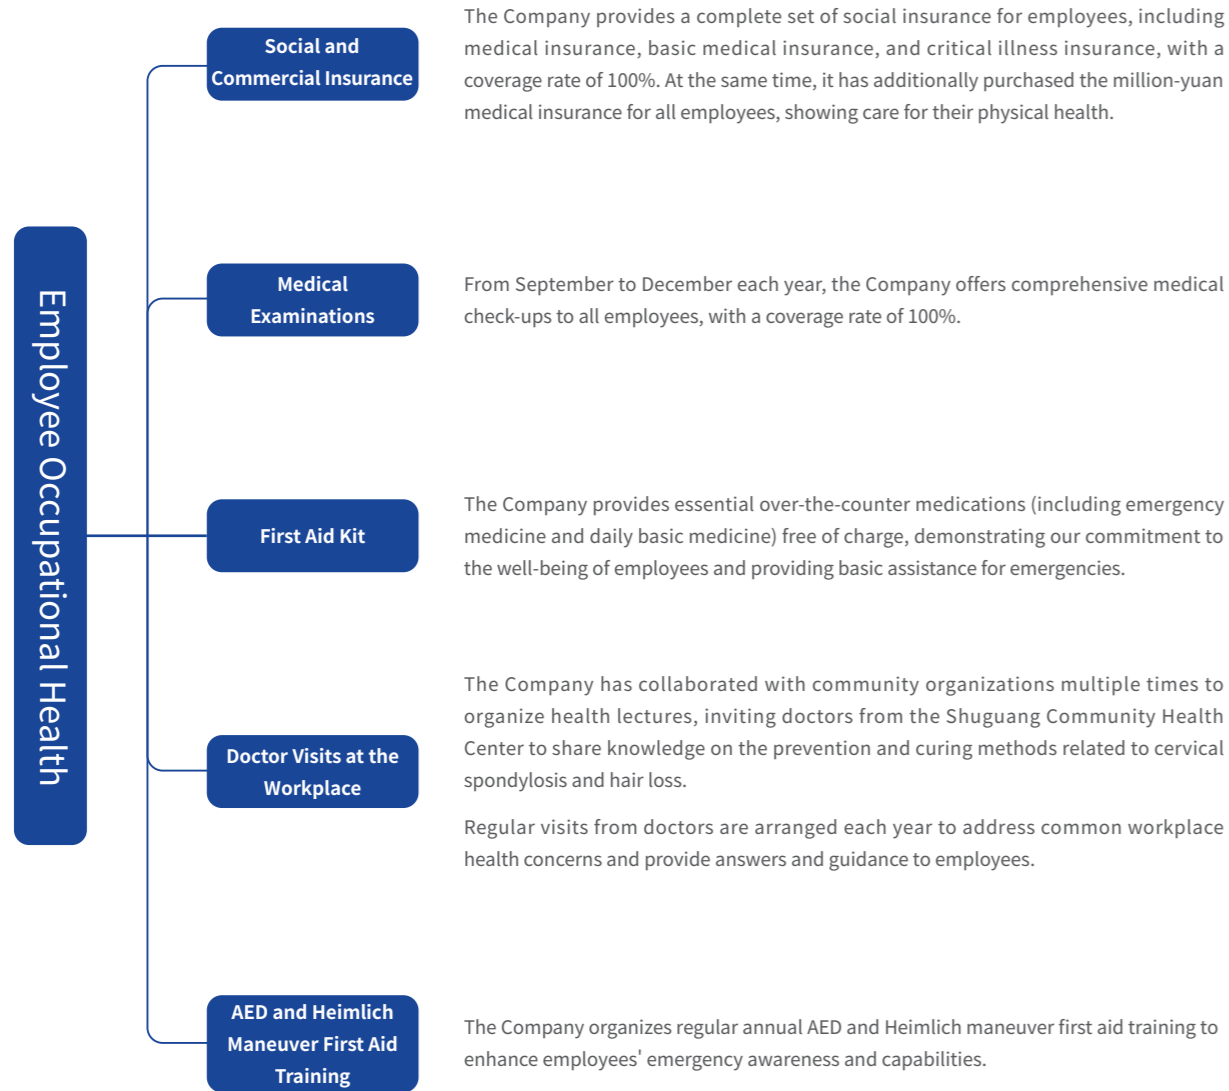 Employee Occupational Health
Social and
Commercial Insurance
The Company provides a complete set of social insurance for employees, including
medical insurance, basic medical insurance, and critical illness insurance, with a
coverage rate of 100%. At the same time, it has additionally purchased the million-yuan
medical insurance for all employees, showing care for their physical health.
Medical
Examinations
From September to December each year, the Company offers comprehensive medical
check-ups to all employees, with a coverage rate of 100%.
First Aid Kit
The Company provides essential over-the-counter medications (including emergency
medicine and daily basic medicine) free of charge, demonstrating our commitment to
the well-being of employees and providing basic assistance for emergencies.
Doctor Visits at the
Workplace
The Company has collaborated with community organizations multiple times to
organize health lectures, inviting doctors from the Shuguang Community Health
Center to share knowledge on the prevention and curing methods related to cervical
spondylosis and hair loss.
Regular visits from doctors are arranged each year to address common workplace
health concerns and provide answers and guidance to employees.
AED and Heimlich
Maneuver First Aid
Training
The Company organizes regular annual AED and Heimlich maneuver first aid training to
enhance employees' emergency awareness and capabilities.